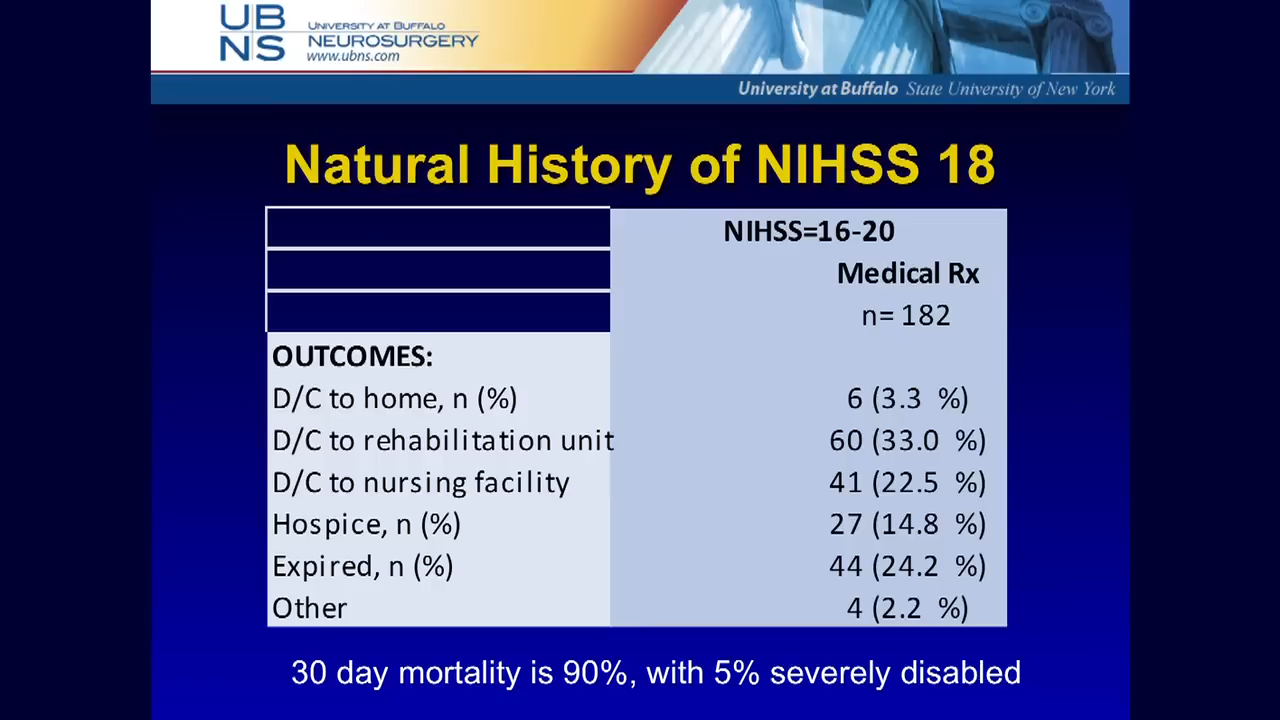 UB
NS
UNIVERSITY AT BUFFALO
NEUROSURGERY
www.ubns.com
University at Buffalo State University of New York
Natural History of NIHSS 18
NIHSS=16-20
Medical Rx
n= 182
OUTCOMES:
D/C to home, n (%) 6 (3.3 %)
D/C to rehabilitation unit 60 (33.0 %)
D/C to nursing facility 41 (22.5 %)
Hospice, n (%) 27 (14.8 %)
Expired, n (%) 44 (24.2 %)
Other 4 (2.2 %)
30 day mortality is 90%, with 5% severely disabled